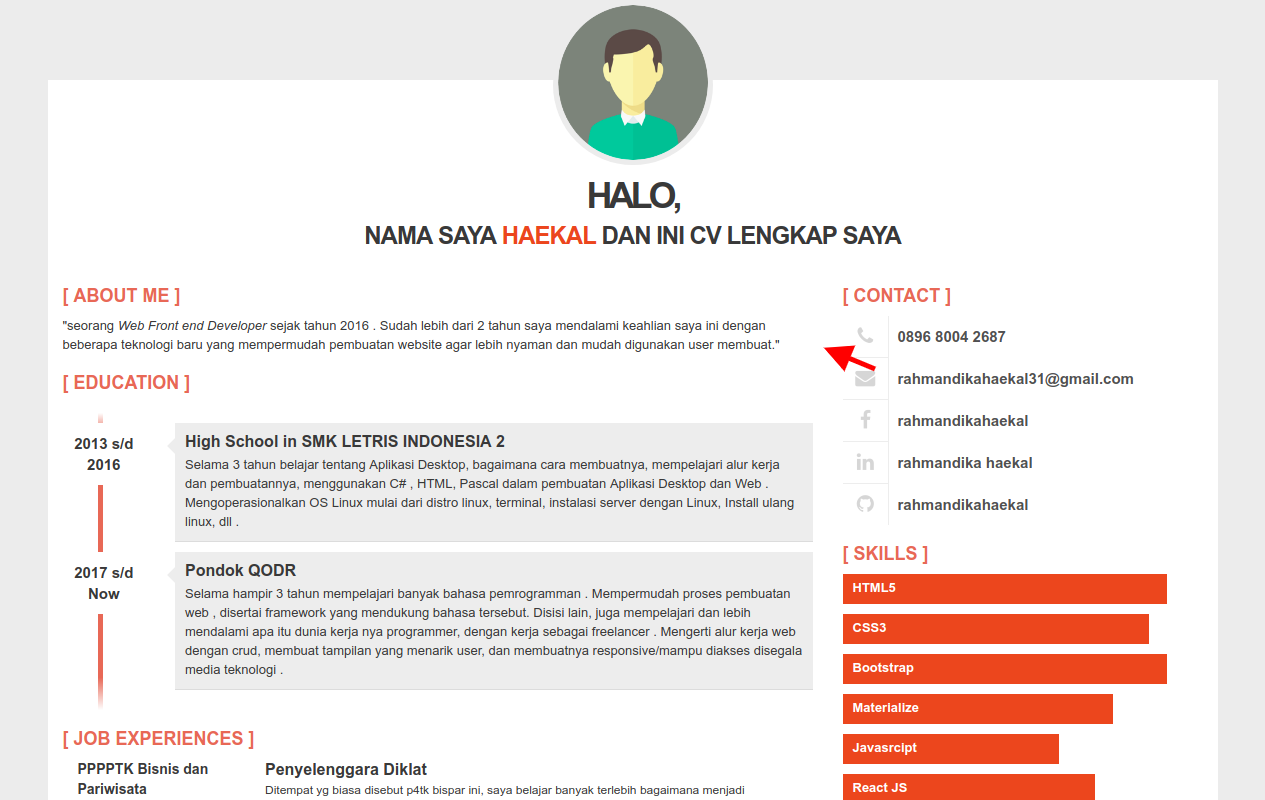 HALO,
NAMA SAYA HAEKAL DAN INI CV LENGKAP SAYA
[ ABOUT ME ]
"seorang Web Front end Developer sejak tahun 2016 . Sudah lebih dari 2 tahun saya mendalami keahlian saya ini dengan
beberapa teknologi baru yang mempermudah pembuatan website agar lebih nyaman dan mudah digunakan user membuat."
[ EDUCATION ]
2013 s/d
2016
High School in SMK LETRIS INDONESIA 2
Selama 3 tahun belajar tentang Aplikasi Desktop, bagaimana cara membuatnya, mempelajari alur kerja
dan pembuatannya, menggunakan C# , HTML, Pascal dalam pembuatan Aplikasi Desktop dan Web .
Mengoperasionalkan OS Linux mulai dari distro linux, terminal, instalasi server dengan Linux, Install ulang
linux, dll .
2017 s/d
Now
Pondok QODR
Selama hampir 3 tahun mempelajari banyak bahasa pemrogramman . Mempermudah proses pembuatan
web , disertai framework yang mendukung bahasa tersebut. Disisi lain, juga mempelajari dan lebih
mendalami apa itu dunia kerja nya programmer, dengan kerja sebagai freelancer . Mengerti alur kerja web
dengan crud, membuat tampilan yang menarik user, dan membuatnya responsive/mampu diakses disegala
media teknologi .
[ JOB EXPERIENCES ]
PPPPTK Bisnis dan
Pariwisata
Penyelenggara Diklat
Ditempat yg biasa disebut p4tk bispar ini, saya belajar banyak terlebih bagaimana menjadi
[ CONTACT ]
0896 8004 2687
rahmandikahaekal31@gmail.com
rahmandikahaekal
rahmandika haekal
rahmandikahaekal
[ SKILLS ]
HTML5
CSS3
Bootstrap
Materialize
Javasrcipt
React JS